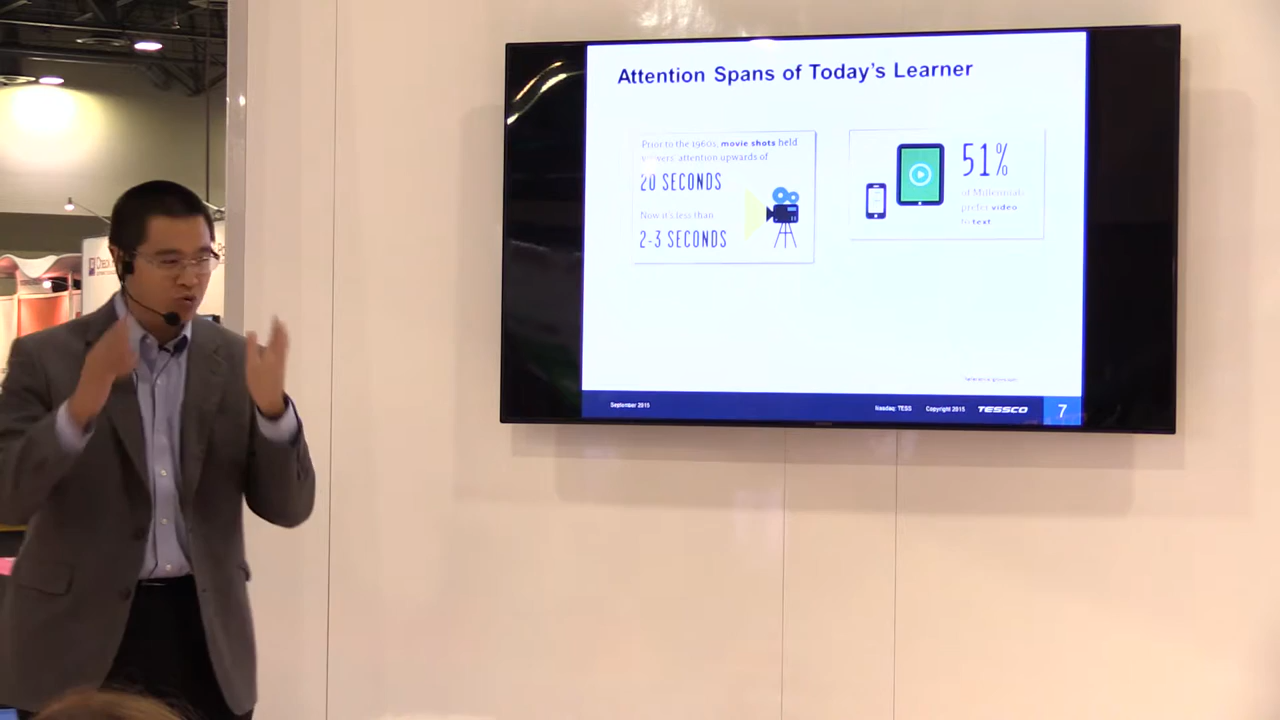 Attention Spans of Today's Learner
Prior to the 1960s, movie shots held
viewers, attention upwards of
20 SECONDS
Now it's less than
2-3 SECONDS
51%
of Millennials
prefer video
to text
September 2015
Nasdaq: TESS
Copyright 2015
TESSCO
7